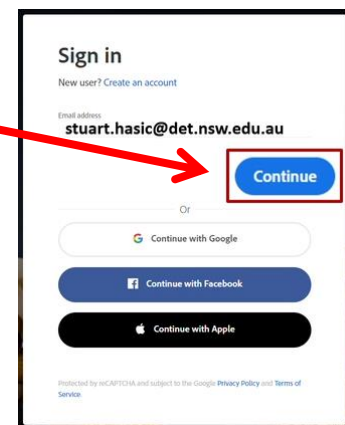 Sign in
New user? Create an account
Email address
stuart.hasic@det.nsw.edu.au
Continue
Or
Continue with Google
Continue with Facebook
Continue with Apple
Protected by reCAPTCHA and subject to the Google Privacy Policy and Terms of
Service.